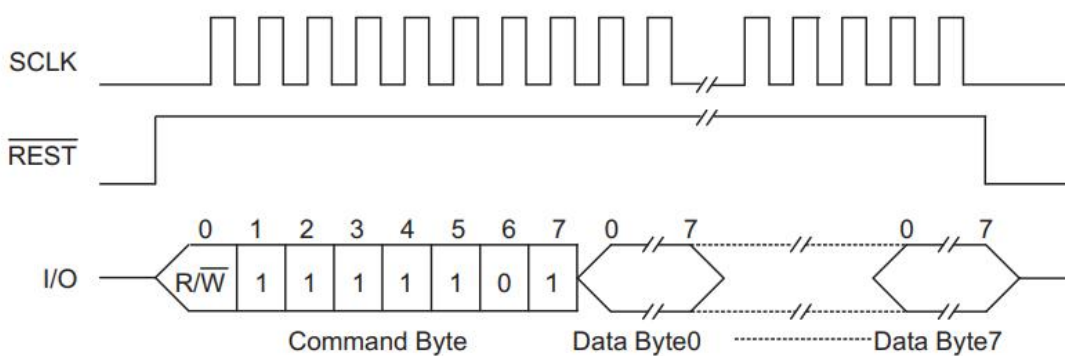 SCLK
R̅E̅S̅T̅
0 1 2 3 4 5 6 7 0 7 0 7
I/O R/W̅ 1 1 1 1 1 0 1
Command Byte Data Byte0 Data Byte7